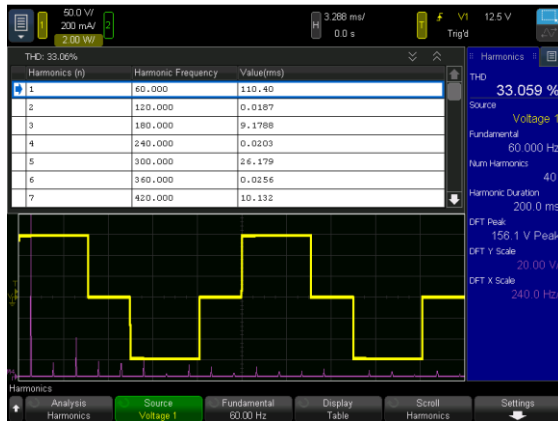 1 50.0 V/ 200 mA/ 2.00 W/ 2 H 3.288 ms/ 0.0 s T V1 12.5 V Trig'd
THD: 33.06%
Harmonics (n) Harmonic Frequency Value(rms)
1 60.000 110.40
2 120.000 0.0187
3 180.000 9.1788
4 240.000 0.0203
5 300.000 26.179
6 360.000 0.0256
7 420.000 10.132
Harmonics
THD
33.059 %
Source
Voltage 1
Fundamental
60.000 Hz
Num Harmonics
40
Harmonic Duration
200.0 ms
DFT Peak
156.1 V Peak
DFT Y Scale
20.00 V/
DFT X Scale
240.0 Hz/
Harmonics
Analysis Source Fundamental Display Scroll Settings
Harmonics Voltage 1 60.00 Hz Table Harmonics